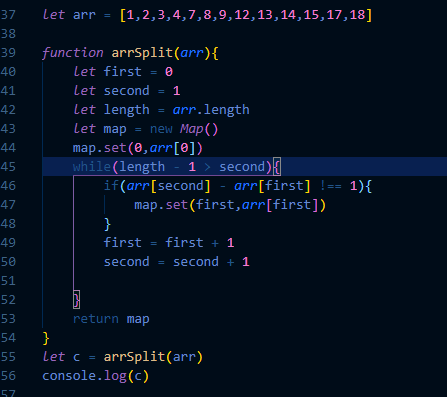 37 let arr = [1,2,3,4,7,8,9,12,13,14,15,17,18]
38
39 function arrSplit(arr){
40 let first = 0
41 let second = 1
42 let length = arr.length
43 let map = new Map()
44 map.set(0,arr[0])
45 while(length - 1 > second){
46 if(arr[second] - arr[first] !== 1){
47 map.set(first,arr[first])
48 }
49 first = first + 1
50 second = second + 1
51
52 }
53 return map
54 }
55 let c = arrSplit(arr)
56 console.log(c)
57